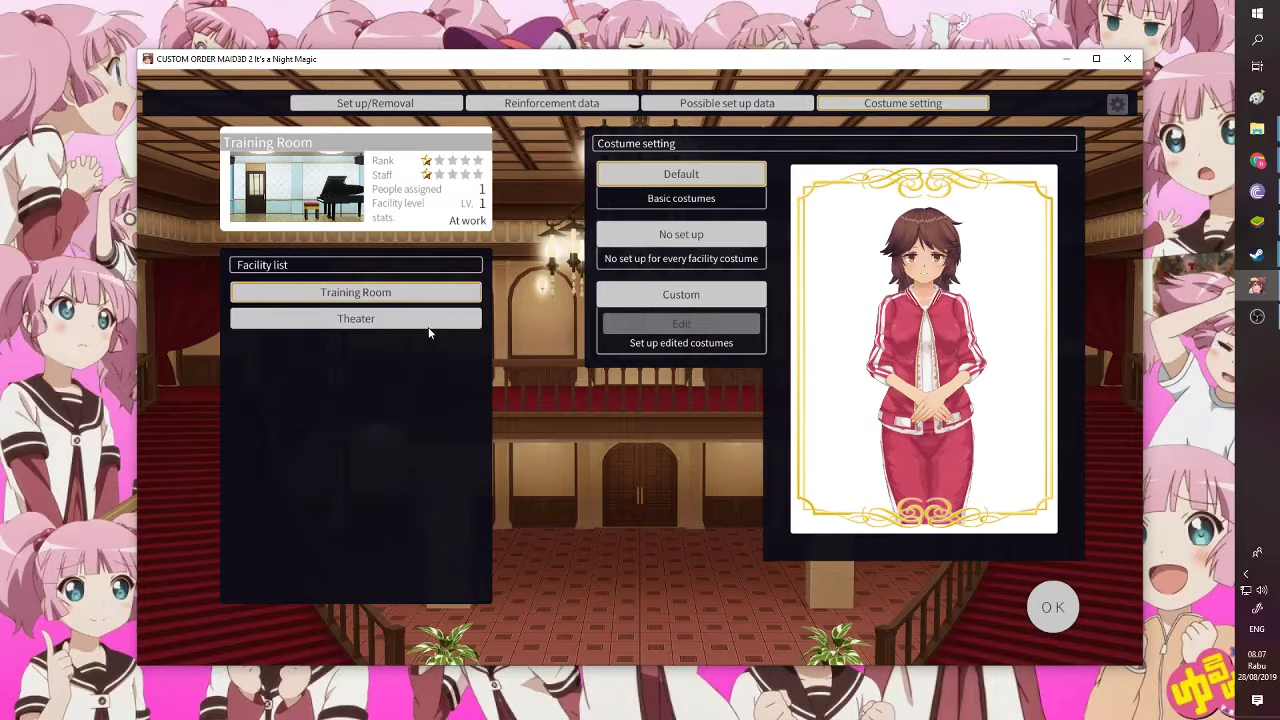 CUSTOM ORDER MAID3D 2 It's a Night Magic
Set up/Removal
Reinforcement data
Possible set up data
Costume setting
Training Room
Rank
Staff
People assigned 1
Facility level LV. 1
stats. At work
Facility list
Training Room
Theater
Costume setting
Default
Basic costumes
No set up
No set up for every facility costume
Custom
Edit
Set up edited costumes
OK
ENG
08.07
Rabu
28/08/2019